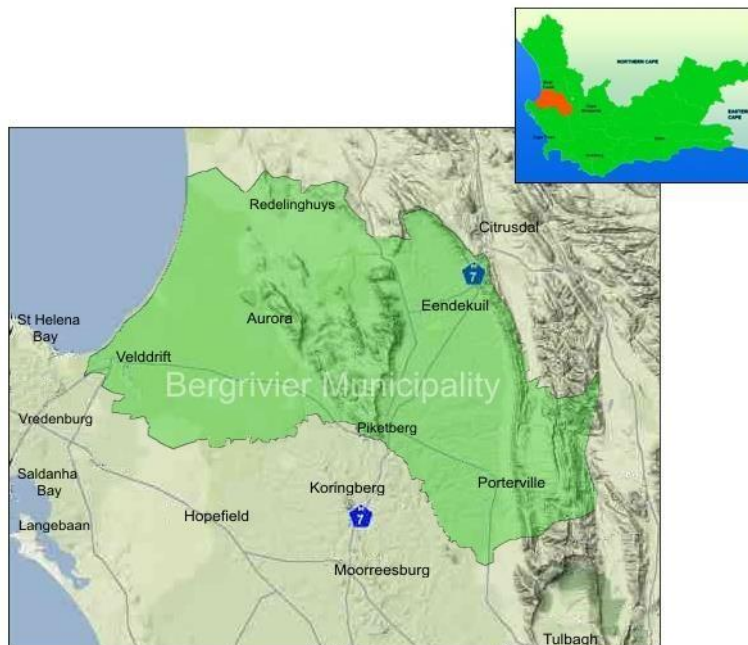 NORTHERN CAPE
EASTERN
CAPE
Redelinghuys
Citrusdal
N
7
Eendekuil
Aurora
St Helena
Bay
Velddrift
Bergrivier Municipality
Vredenburg
Piketberg
Saldanha
Bay
Koringberg
Porterville
N
7
Hopefield
Langebaan
Moorreesburg
Tulbagh